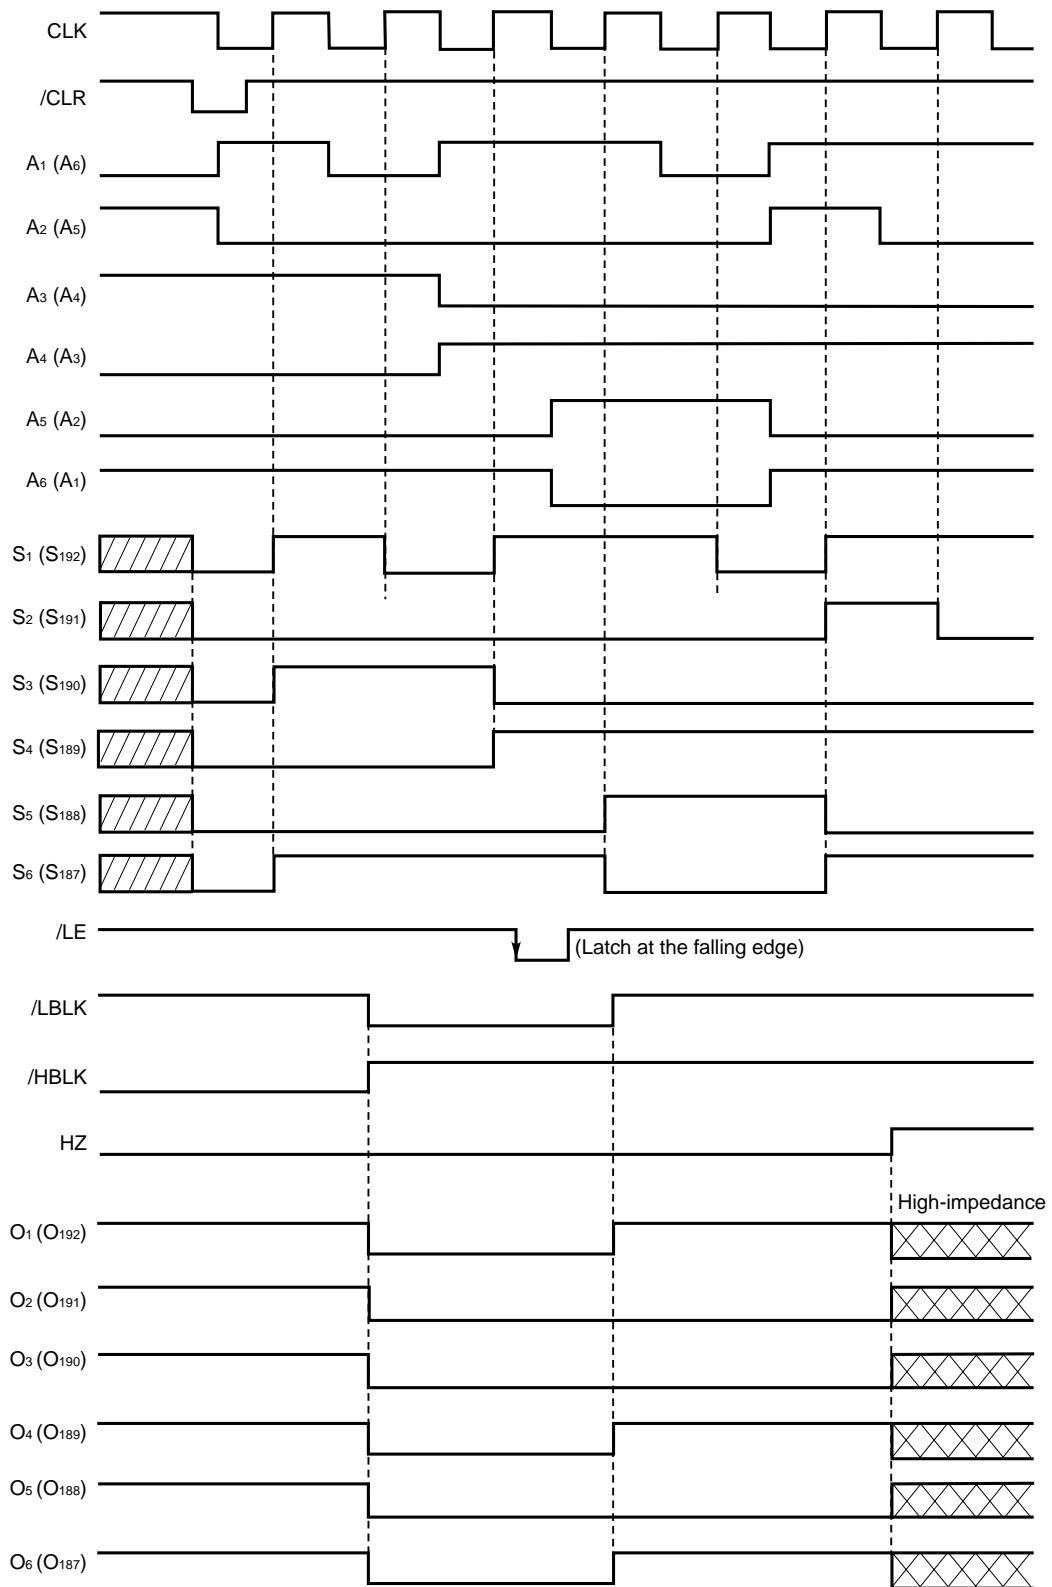 CLK
/CLR
A1 (A6)
A2 (A5)
A3 (A4)
A4 (A3)
A5 (A2)
A6 (A1)
S1 (S192)
S2 (S191)
S3 (S190)
S4 (S189)
S5 (S188)
S6 (S187)
/LE
(Latch at the falling edge)
/LBLK
/HBLK
HZ
High-impedance
O1 (O192)
O2 (O191)
O3 (O190)
O4 (O189)
O5 (O188)
O6 (O187)